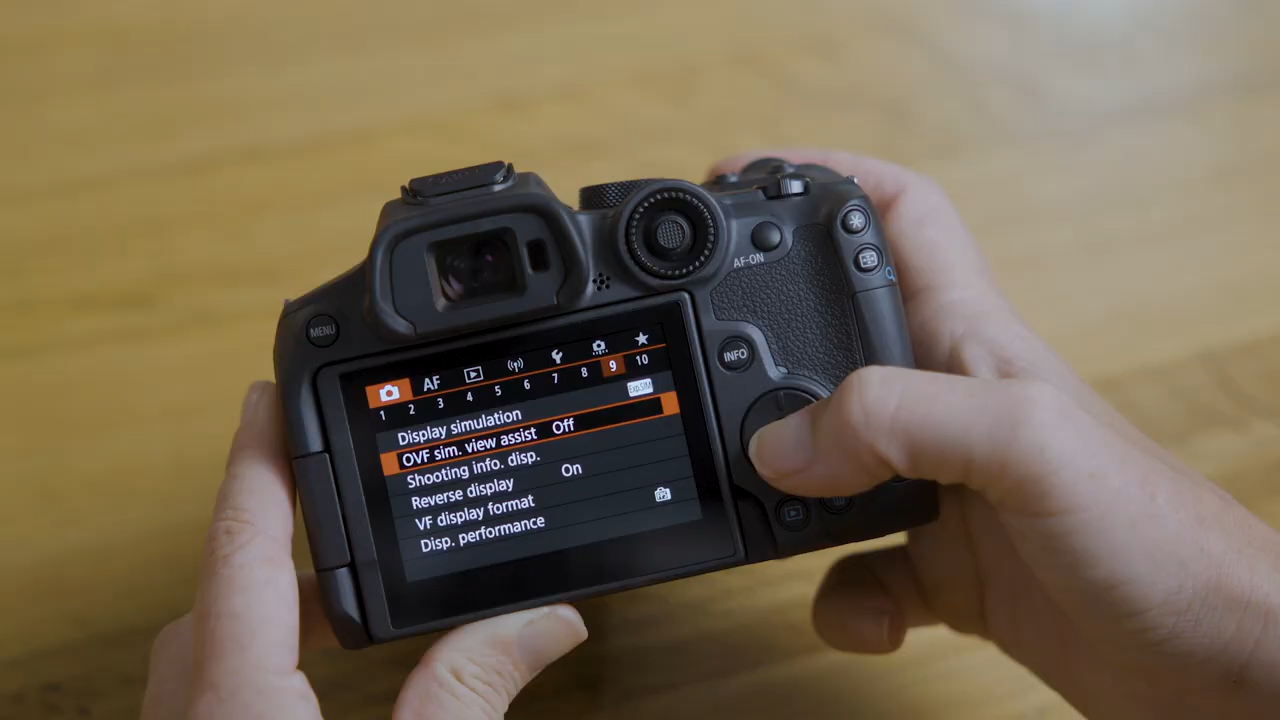 AF-ON
MENU
INFO
AF
1 2 3 4 5 6 7 8 9 10
Display simulation Exp.SIM
OVF sim. view assist Off
Shooting info. disp.
Reverse display On
VF display format
Disp. performance